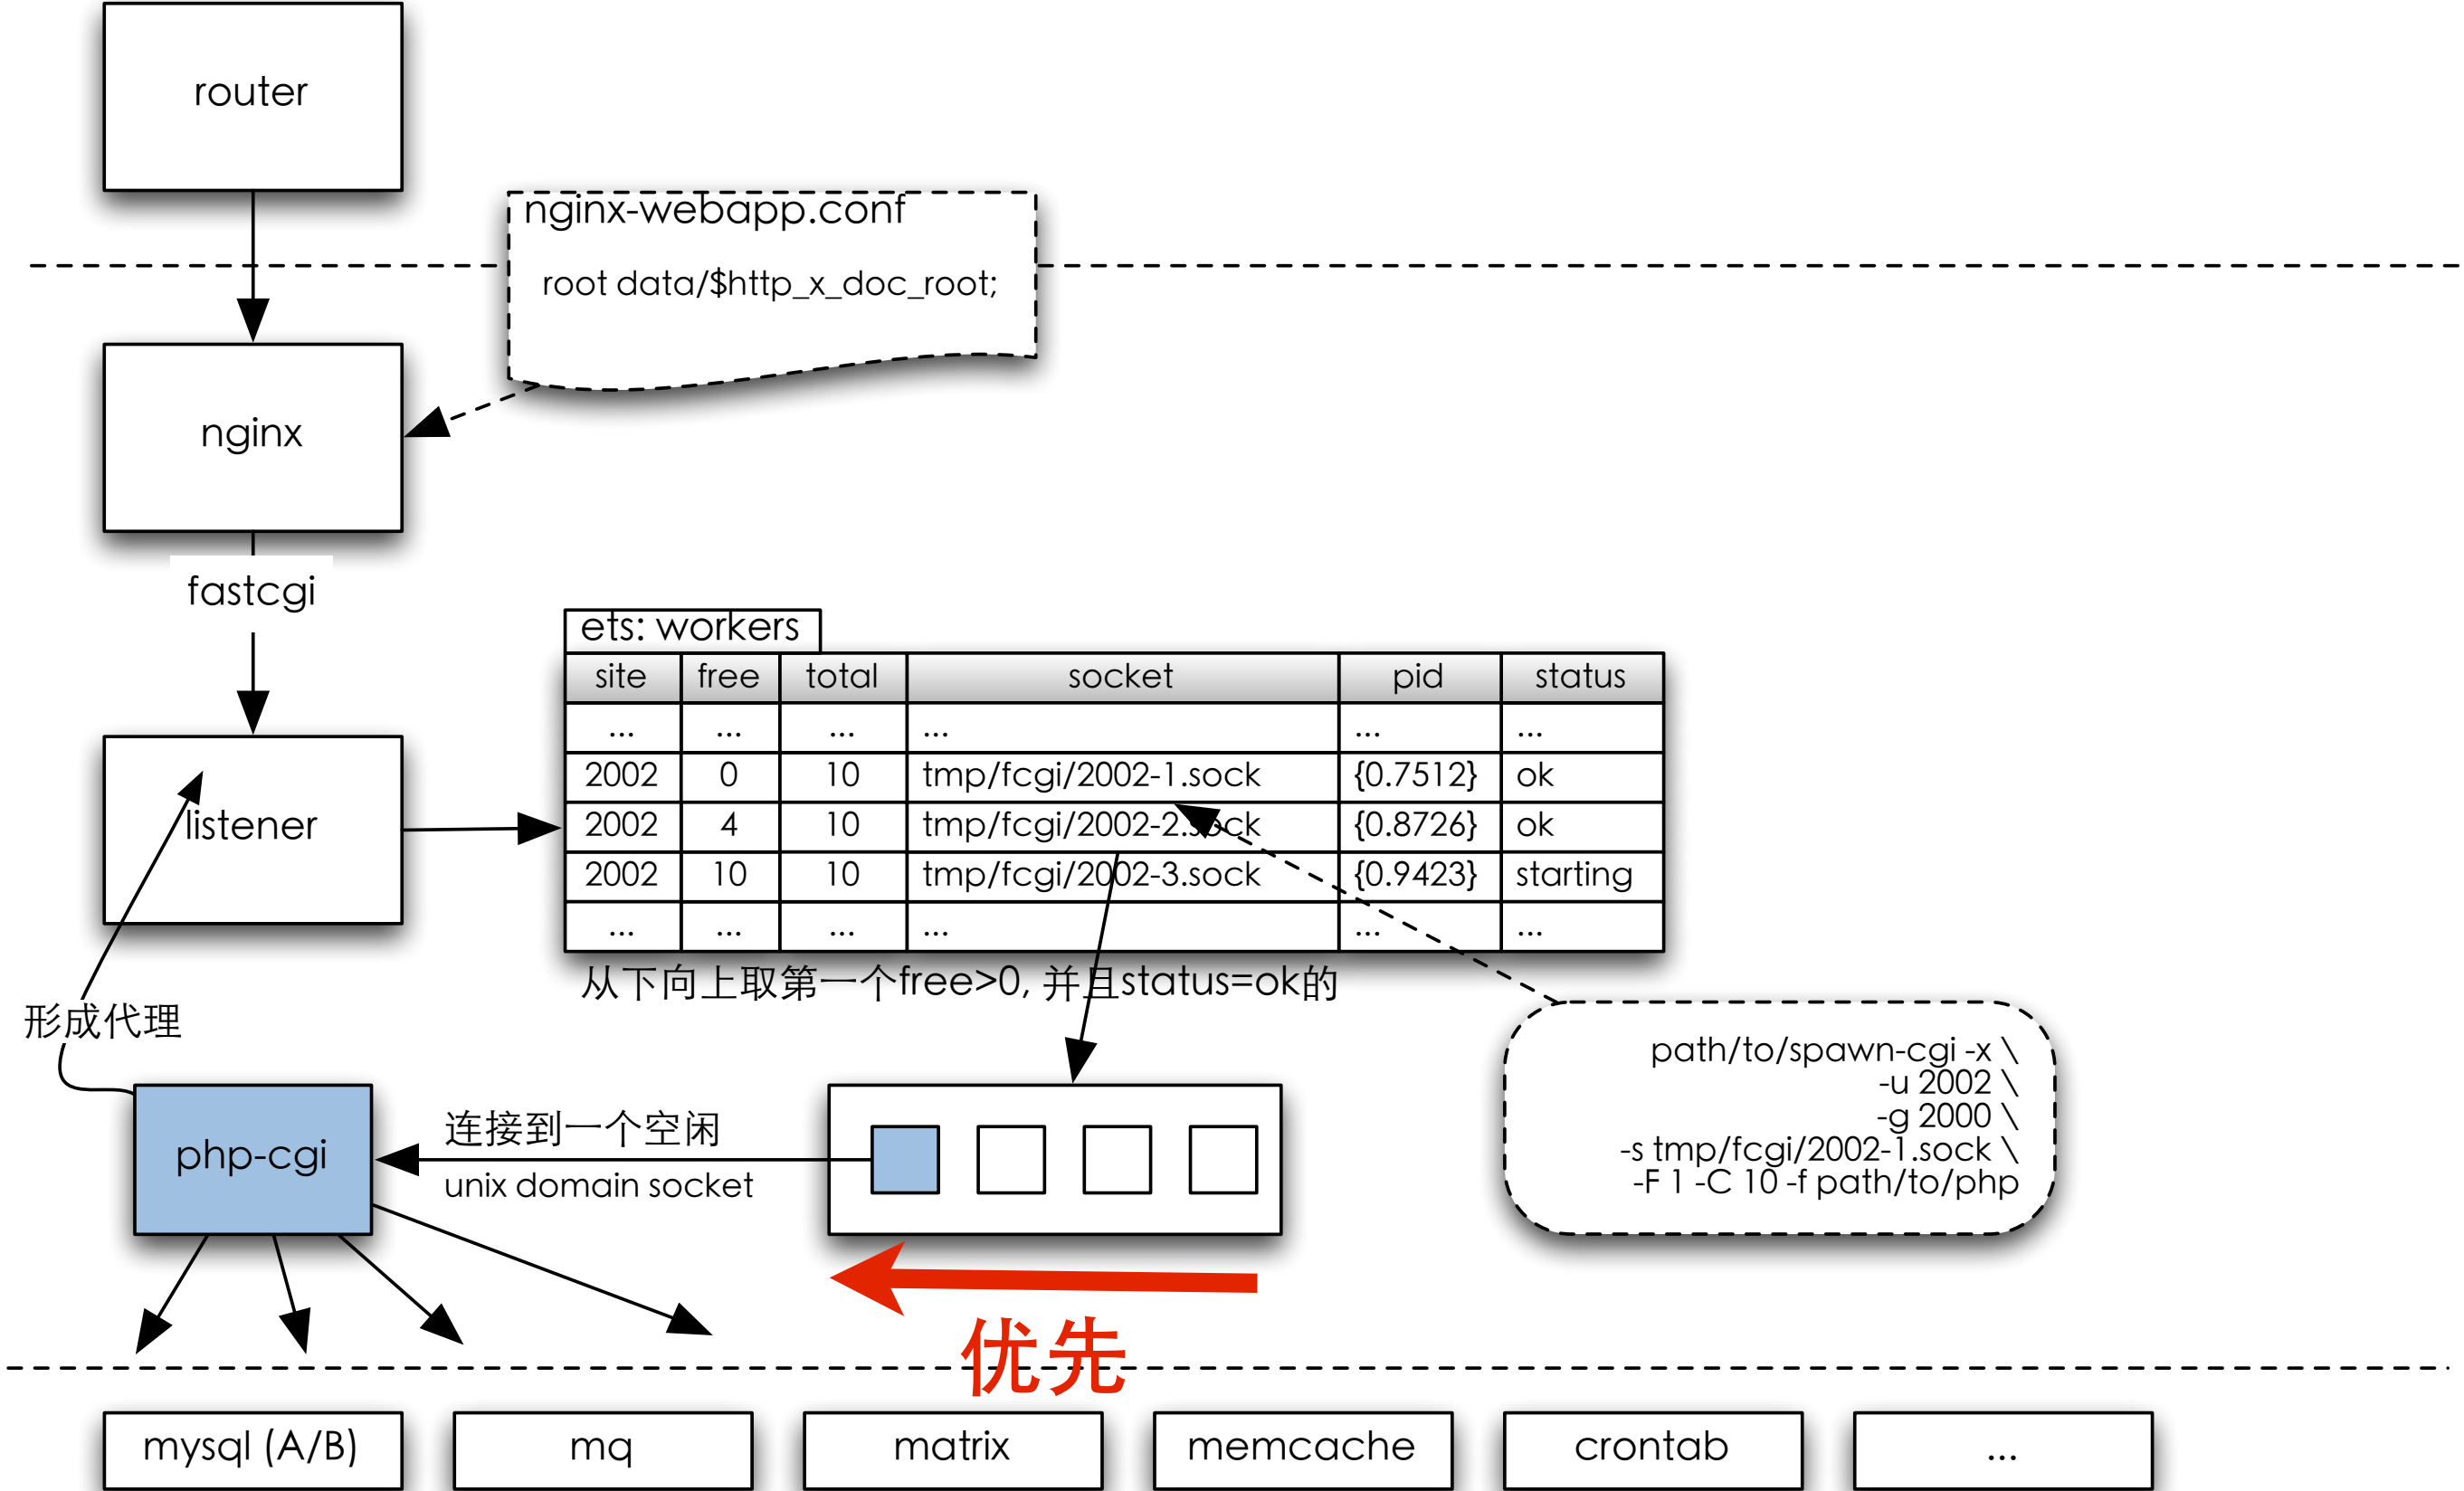 router
nginx-webapp.conf
root data/$http_x_doc_root;
nginx
fastcgi
ets: workers
site free total socket pid status
... ... ... ... ... ...
2002 0 10 tmp/fcgi/2002-1.sock {0.7512} ok
2002 4 10 tmp/fcgi/2002-2.sock {0.8726} ok
2002 10 10 tmp/fcgi/2002-3.sock {0.9423} starting
... ... ... ... ... ...
listener
从下向上取第一个free>0, 并且status=ok的
形成代理
path/to/spawn-cgi -x \
-u 2002 \
-g 2000 \
-s tmp/fcgi/2002-1.sock \
-F 1 -C 10 -f path/to/php
php-cgi
连接到一个空闲
unix domain socket
优先
mysql (A/B)
mq
matrix
memcache
crontab
...